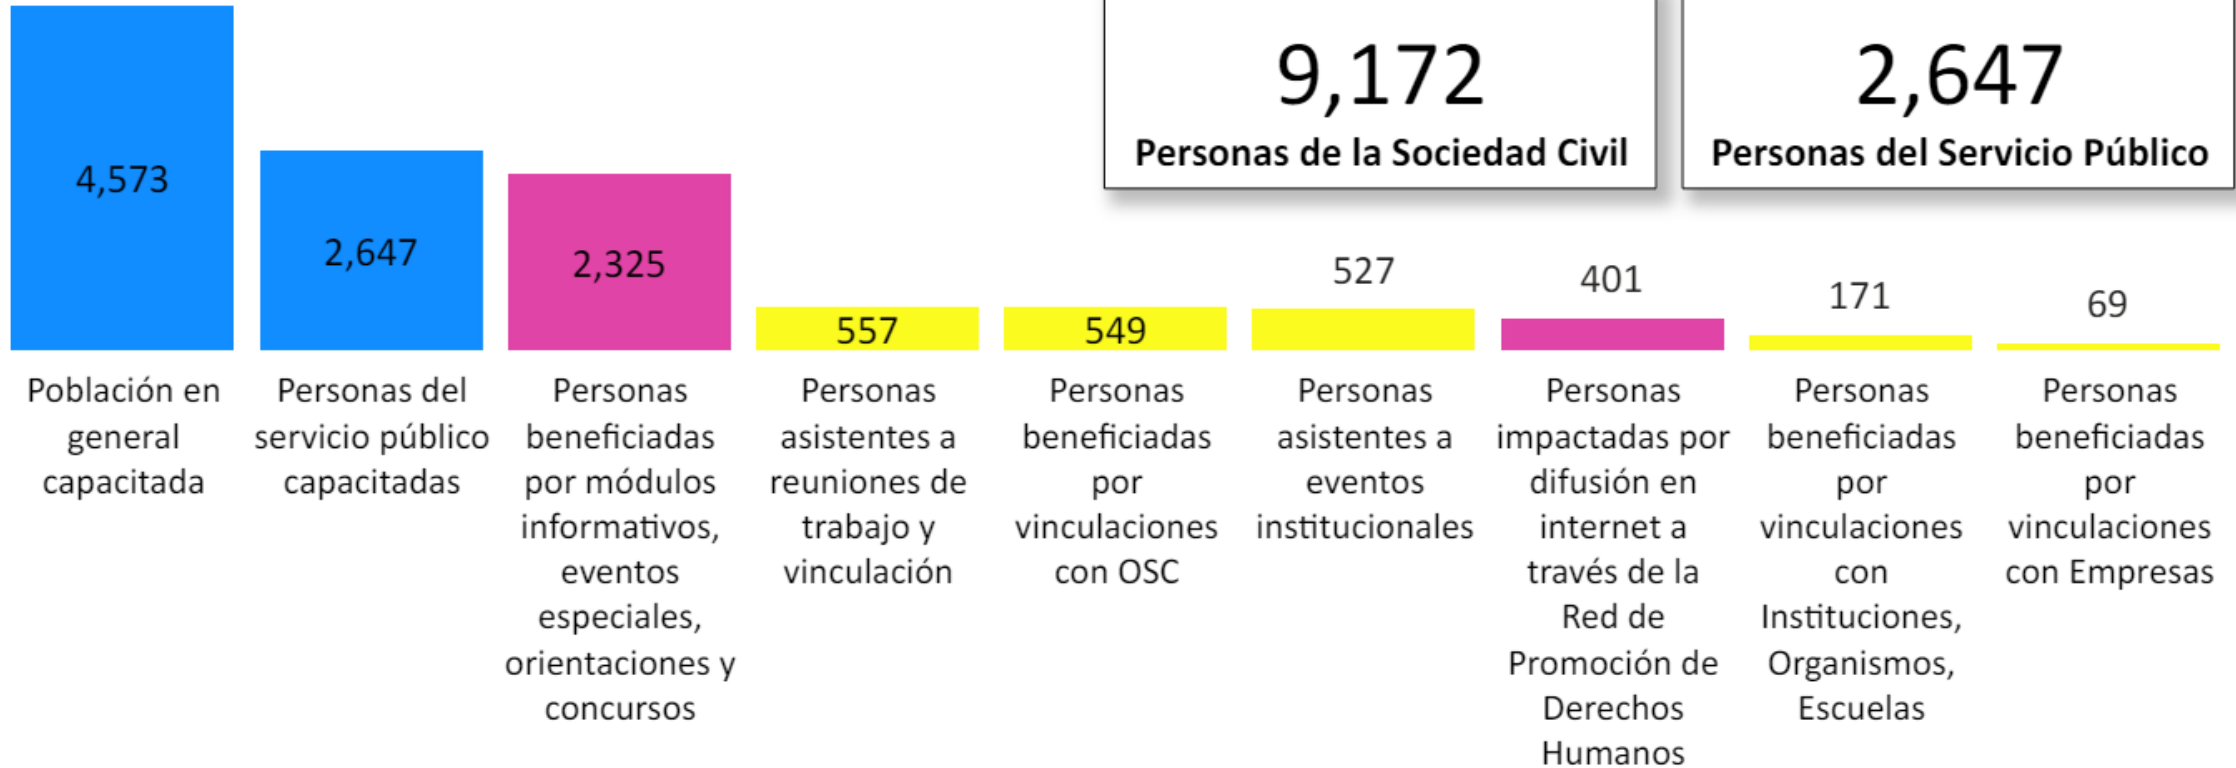 9,172
Personas de la Sociedad Civil
2,647
Personas del Servicio Público
4,573
2,647
2,325
557
549
527
401
171
69
Población en
general
capacitada
Personas del
servicio público
capacitadas
Personas
beneficiadas
por módulos
informativos,
eventos
especiales,
orientaciones y
concursos
Personas
asistentes a
reuniones de
trabajo y
vinculación
Personas
beneficiadas
por
vinculaciones
con OSC
Personas
asistentes a
eventos
institucionales
Personas
impactadas por
difusión en
internet a
través de la
Red de
Promoción de
Derechos
Humanos
Personas
beneficiadas
por
vinculaciones
con
Instituciones,
Organismos,
Escuelas
Personas
beneficiadas
por
vinculaciones
con Empresas